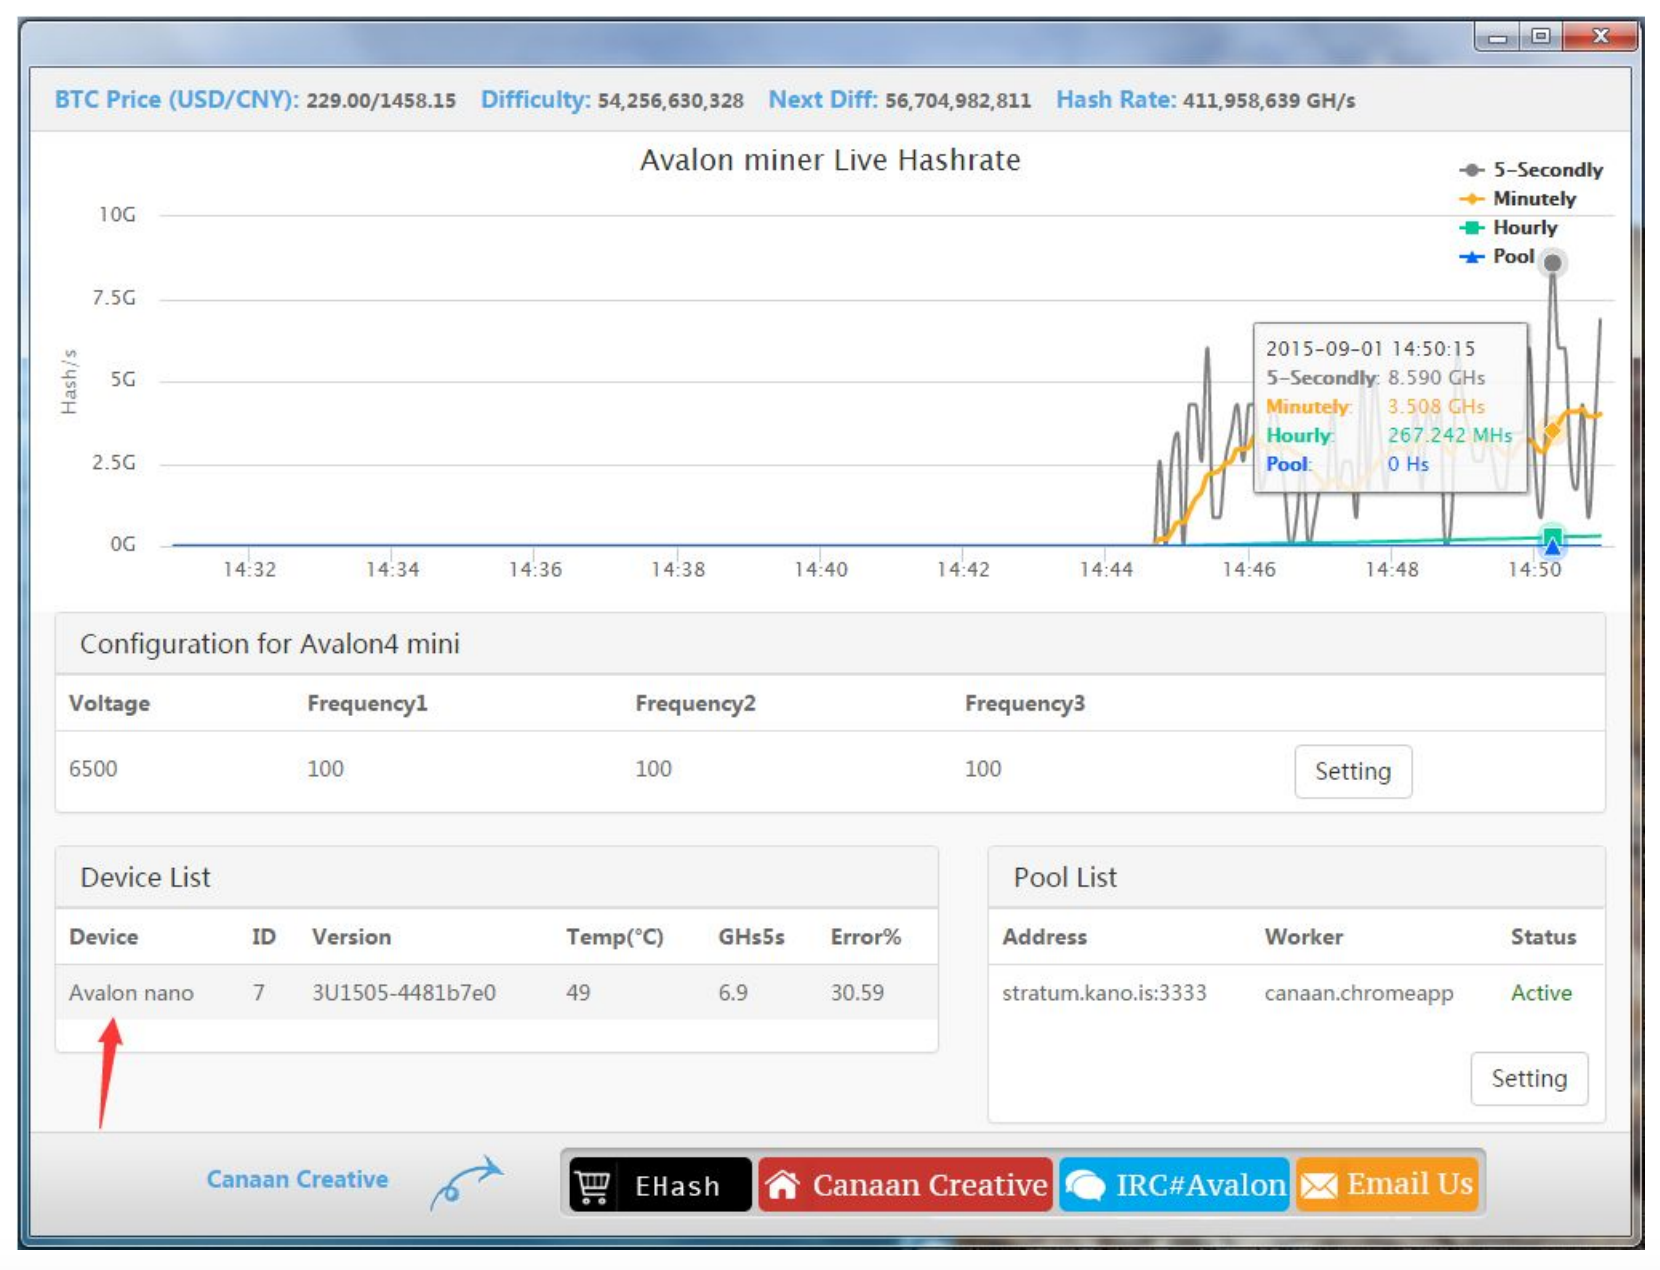 BTC Price (USD/CNY): 229.00/1458.15 Difficulty: 54,256,630,328 Next Diff: 56,704,982,811 Hash Rate: 411,958,639 GH/s
Avalon miner Live Hashrate
5-Secondly
Minutely
Hourly
Pool
10G
7.5G
5G
2.5G
0G
Hash/s
2015-09-01 14:50:15
5-Secondly: 8.590 GHs
Minutely: 3.508 GHs
Hourly: 267.242 MHs
Pool: 0 Hs
14:32 14:34 14:36 14:38 14:40 14:42 14:44 14:46 14:48 14:50
Configuration for Avalon4 mini
Voltage Frequency1 Frequency2 Frequency3
6500 100 100 100 Setting
Device List
Device ID Version Temp(°C) GHs5s Error%
Avalon nano 7 3U1505-4481b7e0 49 6.9 30.59
Pool List
Address Worker Status
stratum.kano.is:3333 canaan.chromeapp Active
Setting
Canaan Creative
EHash Canaan Creative IRC#Avalon Email Us